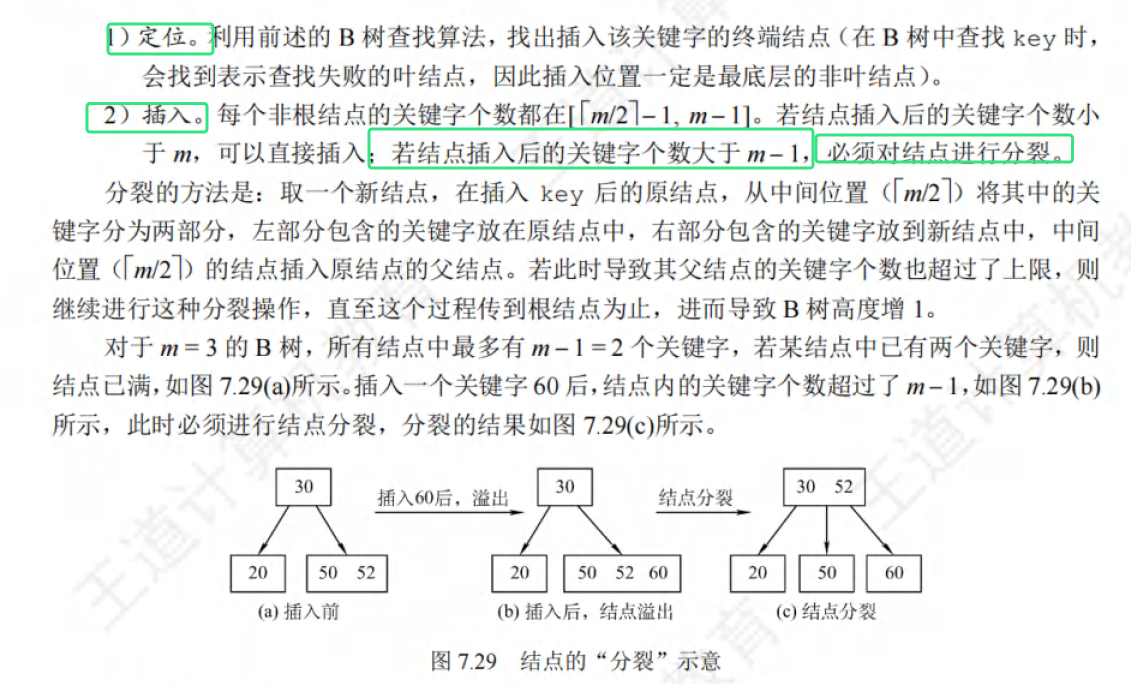 1）定位。利用前述的 B 树查找算法，找出插入该关键字的终端结点（在 B 树中查找 key 时，
会找到表示查找失败的叶结点，因此插入位置一定是最底层的非叶结点）。
2）插入。每个非根结点的关键字个数都在[⌈m/2⌉−1, m−1]。若结点插入后的关键字个数小
于 m，可以直接插入；若结点插入后的关键字个数大于 m−1，必须对结点进行分裂。
分裂的方法是：取一个新结点，在插入 key 后的原结点，从中间位置（⌈m/2⌉）将其中的关
键字分为两部分，左部分包含的关键字放在原结点中，右部分包含的关键字放到新结点中，中间
位置（⌈m/2⌉）的结点插入原结点的父结点。若此时导致其父结点的关键字个数也超过了上限，则
继续进行这种分裂操作，直至这个过程传到根结点为止，进而导致 B 树高度增 1。
对于 m = 3 的 B 树，所有结点中最多有 m−1 = 2 个关键字，若某结点中已有两个关键字，则
结点已满，如图 7.29(a)所示。插入一个关键字 60 后，结点内的关键字个数超过了 m−1，如图 7.29(b)
所示，此时必须进行结点分裂，分裂的结果如图 7.29(c)所示。
30
20
50 52
(a) 插入前
插入60后，溢出
30
20
50 52 60
(b) 插入后，结点溢出
结点分裂
30 52
20
50
60
(c) 结点分裂
图 7.29 结点的“分裂”示意
王道计算机教育
王道计算机教